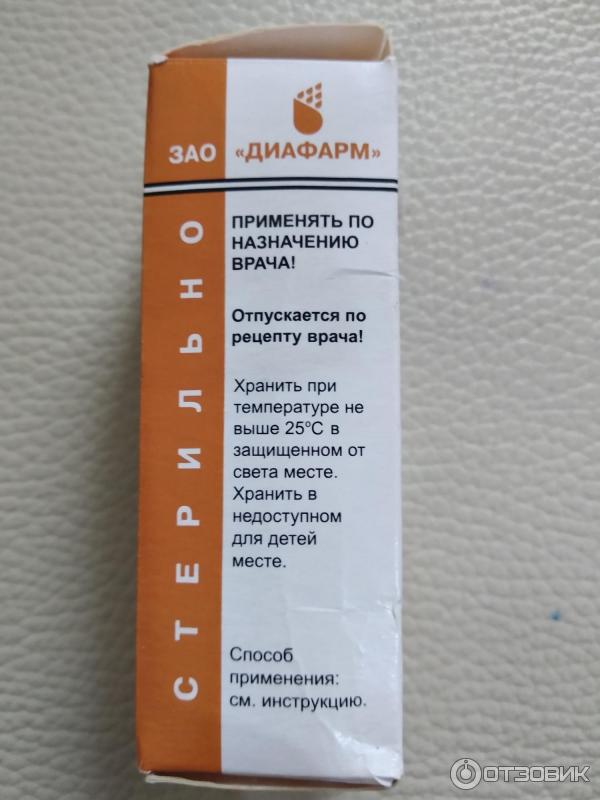 ЗАО «ДИАФАРМ»
СТЕРИЛЬНО
ПРИМЕНЯТЬ ПО
НАЗНАЧЕНИЮ
ВРАЧА!
Отпускается по
рецепту врача!
Хранить при
температуре не
выше 25°С в
защищенном от
света месте.
Хранить в
недоступном
для детей
месте.
Способ
применения:
см. инструкцию.
ОТЗОВИК